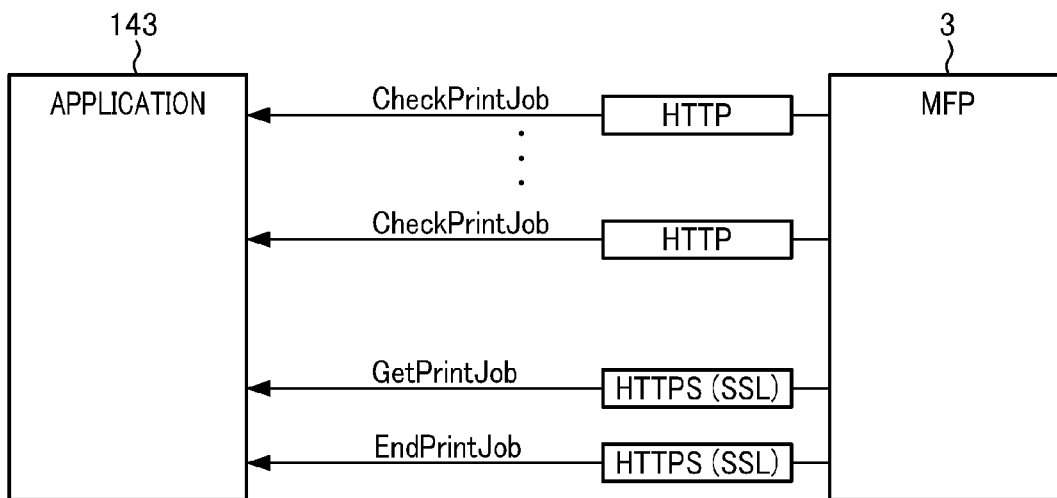 143
3
APPLICATION
MFP
CheckPrintJob
HTTP
CheckPrintJob
HTTP
GetPrintJob
HTTPS (SSL)
EndPrintJob
HTTPS (SSL)